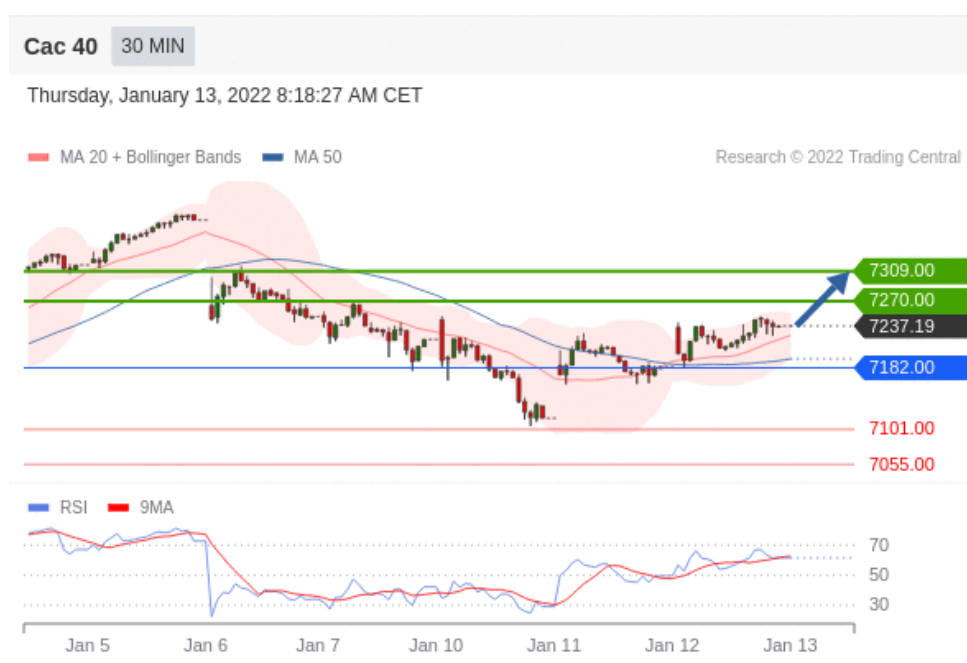 Cac 40 30 MIN
Thursday, January 13, 2022 8:18:27 AM CET
MA 20 + Bollinger Bands MA 50 Research © 2022 Trading Central
7309.00
7270.00
7237.19
7182.00
7101.00
7055.00
RSI 9MA
70
50
30
Jan 5 Jan 6 Jan 7 Jan 10 Jan 11 Jan 12 Jan 13